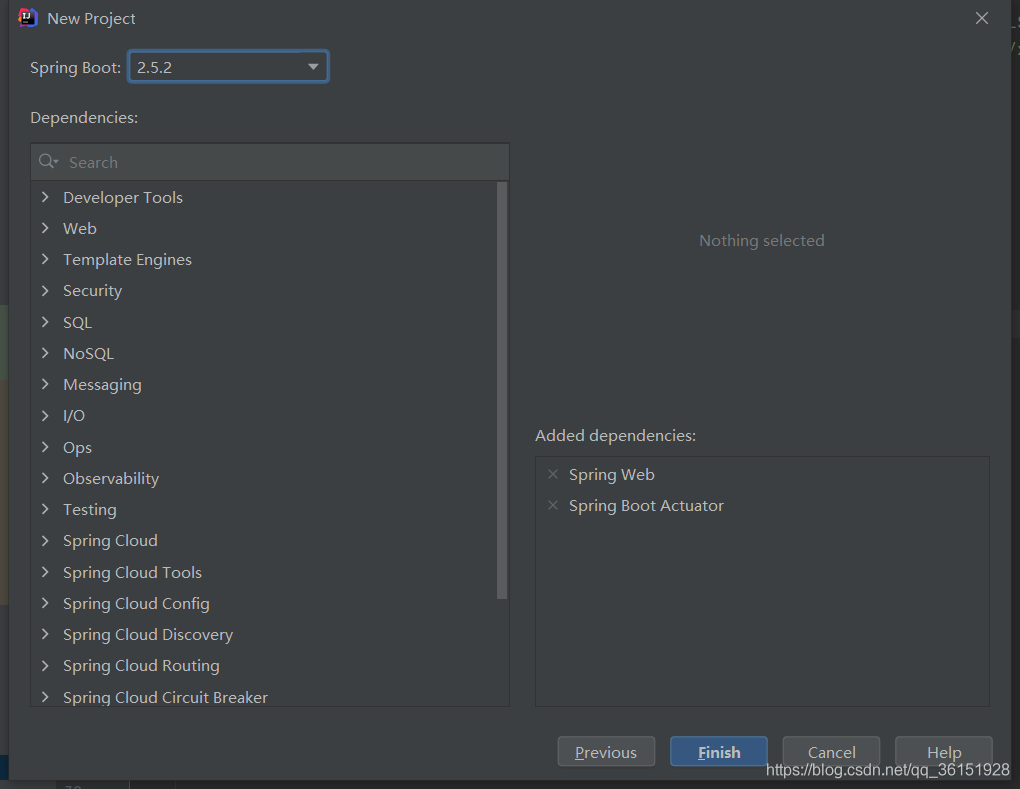 New Project
Spring Boot: 2.5.2
Dependencies:
Search
Developer Tools
Web
Template Engines
Security
SQL
NoSQL
Messaging
I/O
Ops
Observability
Testing
Spring Cloud
Spring Cloud Tools
Spring Cloud Config
Spring Cloud Discovery
Spring Cloud Routing
Spring Cloud Circuit Breaker
Nothing selected
Added dependencies:
Spring Web
Spring Boot Actuator
Previous Finish Cancel Help
https://blog.csdn.net/qq_36151928